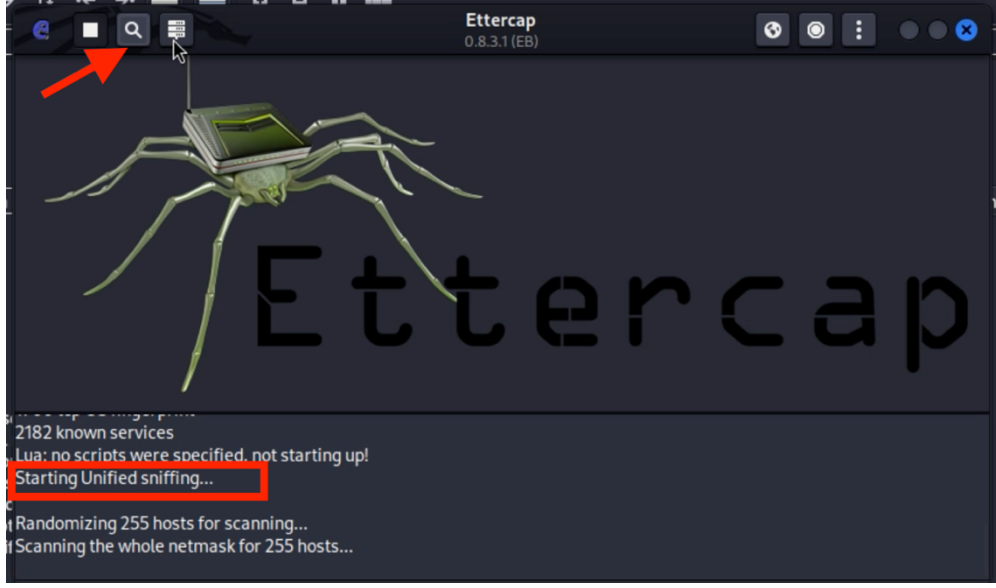 Ettercap
0.8.3.1 (EB)
Ettercap
2182 known services
Lua: no scripts were specified, not starting up!
Starting Unified sniffing...
Randomizing 255 hosts for scanning...
Scanning the whole netmask for 255 hosts...